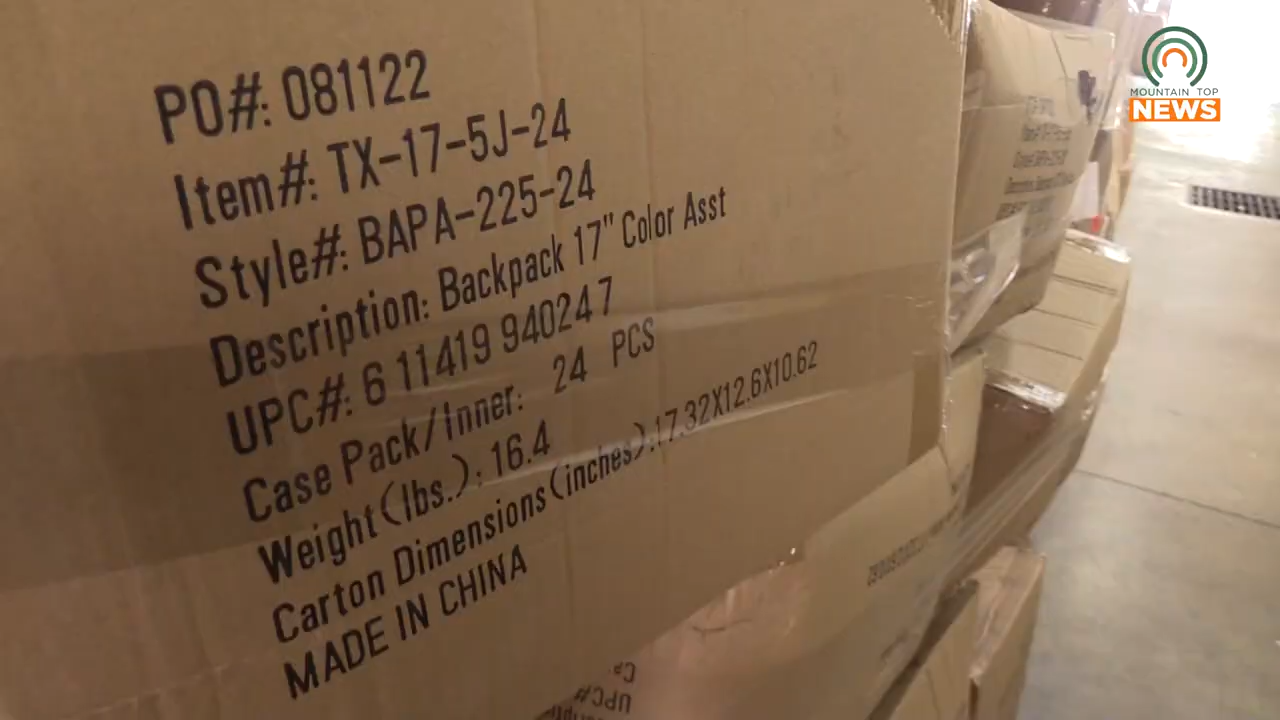 PO#: 081122
Item#: TX-17-5J-24
Style#: BAPA-225-24
Description: Backpack 17" Color Asst
UPC#: 6 11419 94024 7
Case Pack/Inner: 24 PCS
Weight(lbs.): 16.4
Carton Dimensions(inches):17.32X12.6X10.62
MADE IN CHINA
UPC#
MOUNTAIN TOP
NEWS